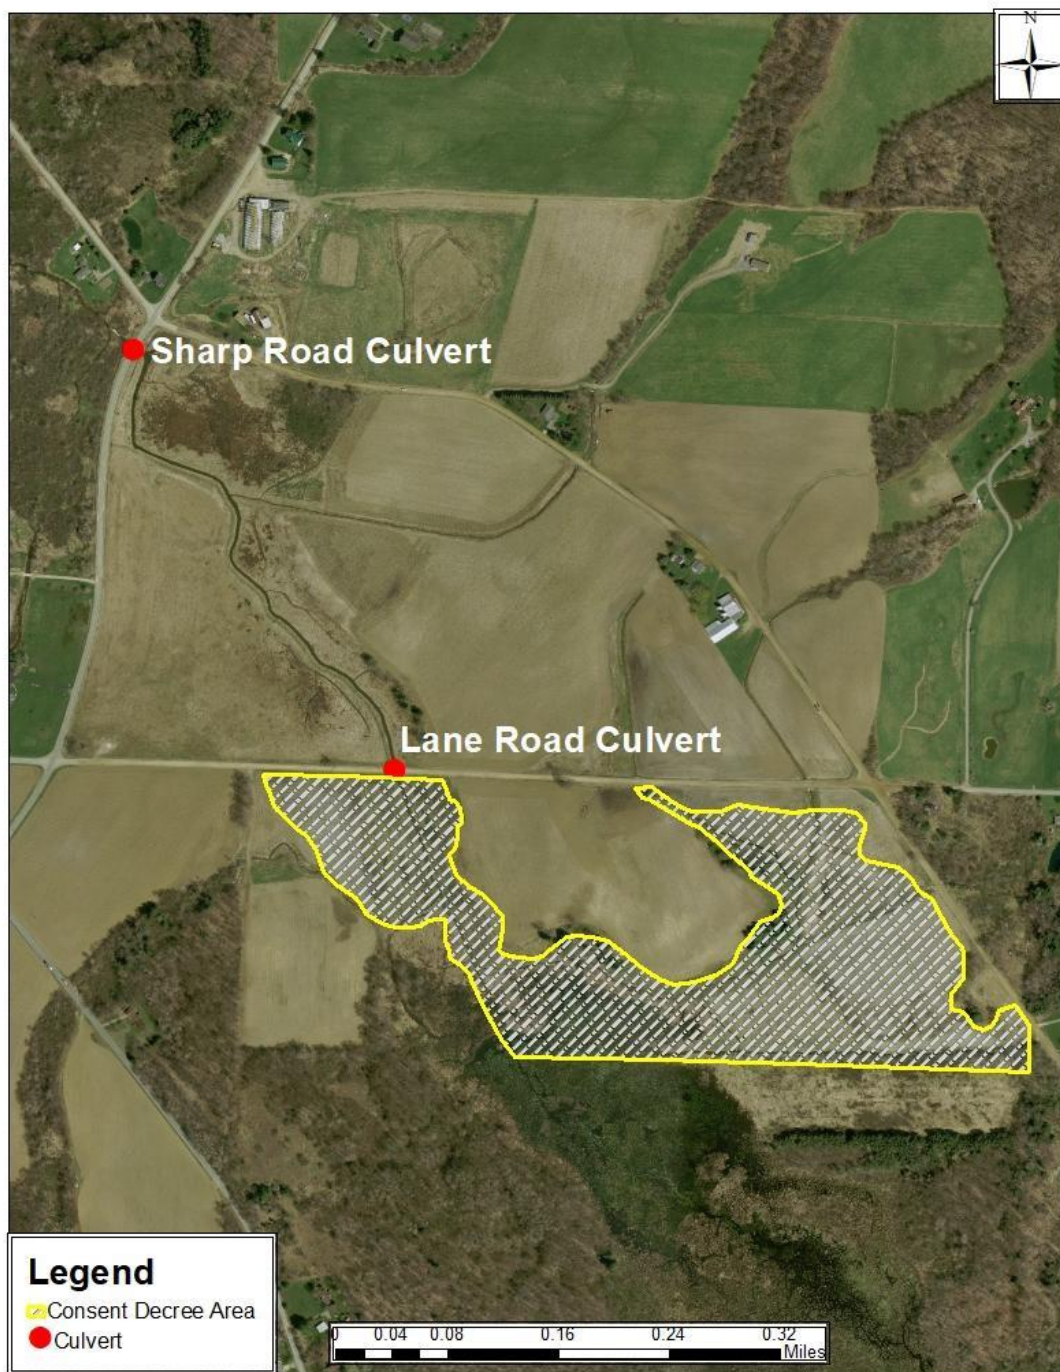 N
Sharp Road Culvert
Lane Road Culvert
Legend
Consent Decree Area
Culvert
0 0.04 0.08 0.16 0.24 0.32
Miles